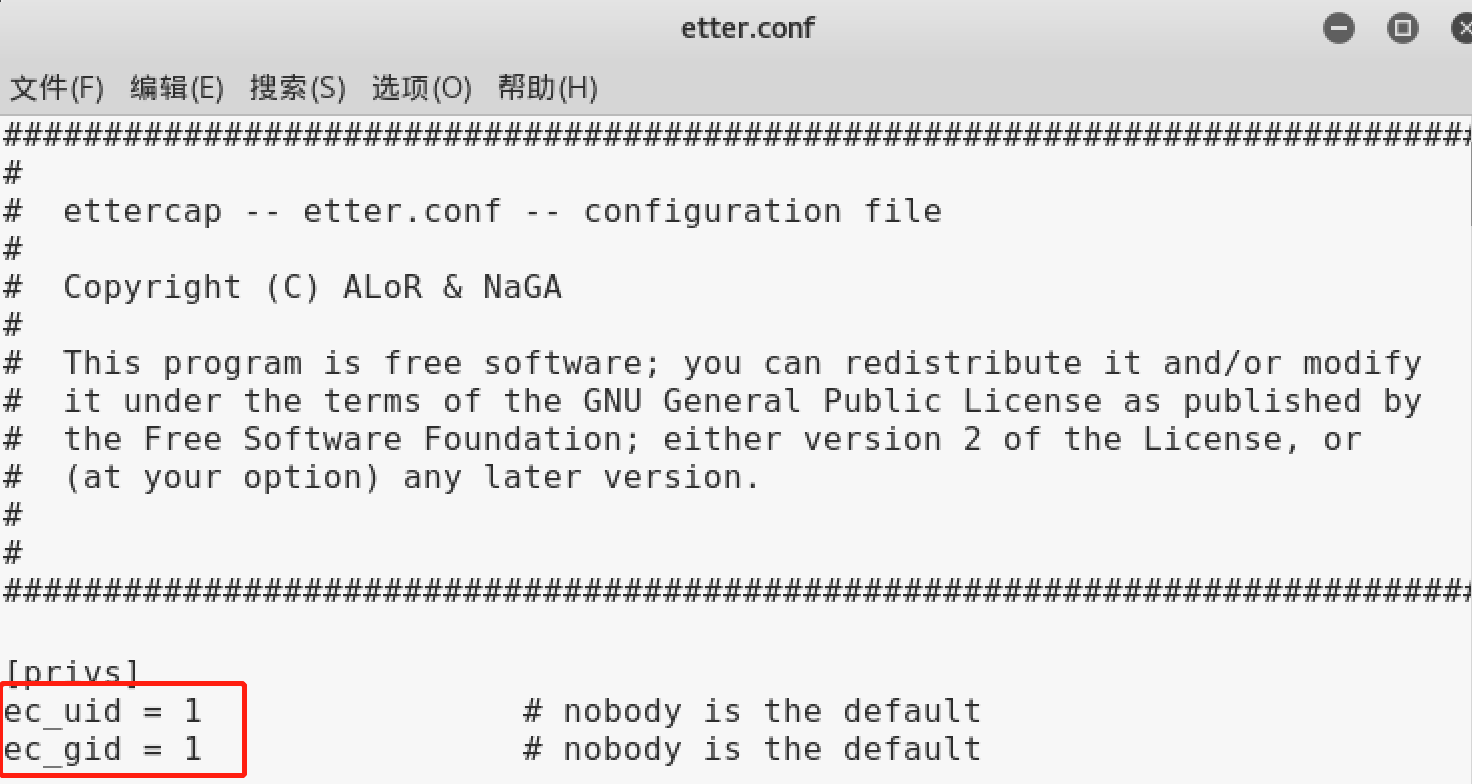 etter.conf
文件(F) 编辑(E) 搜索(S) 选项(O) 帮助(H)
##########################################################################
#
#  ettercap -- etter.conf -- configuration file
#
#  Copyright (C) ALoR & NaGA
#
#  This program is free software; you can redistribute it and/or modify
#  it under the terms of the GNU General Public License as published by
#  the Free Software Foundation; either version 2 of the License, or
#  (at your option) any later version.
#
#
##########################################################################
[privs]
ec_uid = 1                # nobody is the default
ec_gid = 1                # nobody is the default